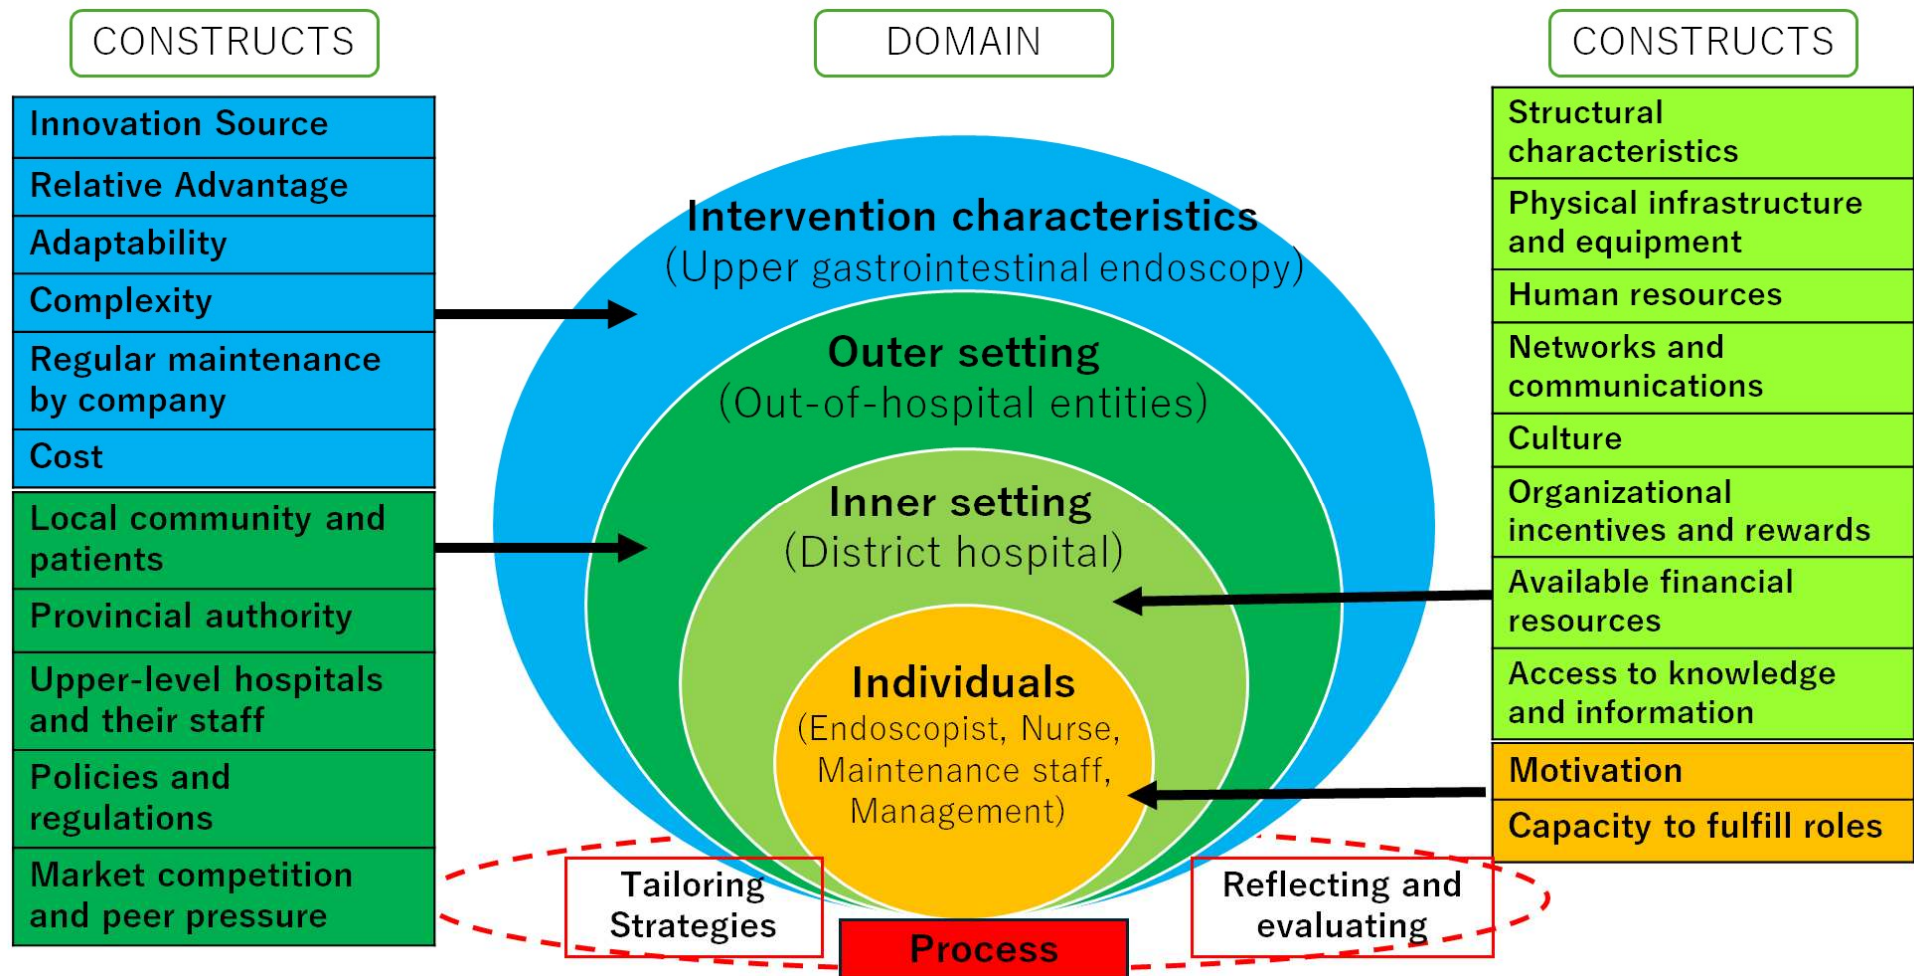 CONSTRUCTS
DOMAIN
CONSTRUCTS
Innovation Source
Relative Advantage
Adaptability
Complexity
Regular maintenance
by company
Cost
Local community and
patients
Provincial authority
Upper-level hospitals
and their staff
Policies and
regulations
Market competition
and peer pressure
Intervention characteristics
(Upper gastrointestinal endoscopy)
Outer setting
(Out-of-hospital entities)
Inner setting
(District hospital)
Individuals
(Endoscopist, Nurse,
Maintenance staff,
Management)
Tailoring
Strategies
Process
Reflecting and
evaluating
Structural
characteristics
Physical infrastructure
and equipment
Human resources
Networks and
communications
Culture
Organizational
incentives and rewards
Available financial
resources
Access to knowledge
and information
Motivation
Capacity to fulfill roles